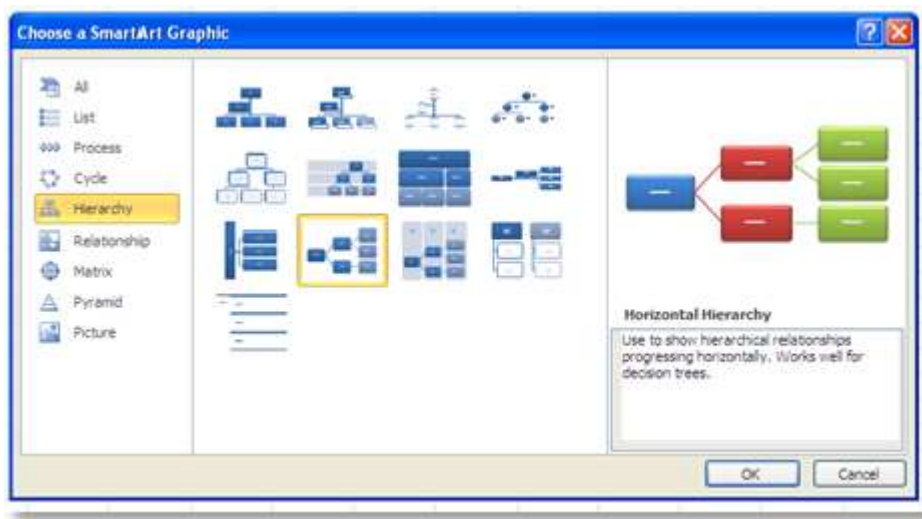 Choose a SmartArt Graphic
All
List
Process
Cycle
Hierarchy
Relationship
Matrix
Pyramid
Picture
Horizontal Hierarchy
Use to show hierarchical relationships
progressing horizontally. Works well for
decision trees.
OK
Cancel